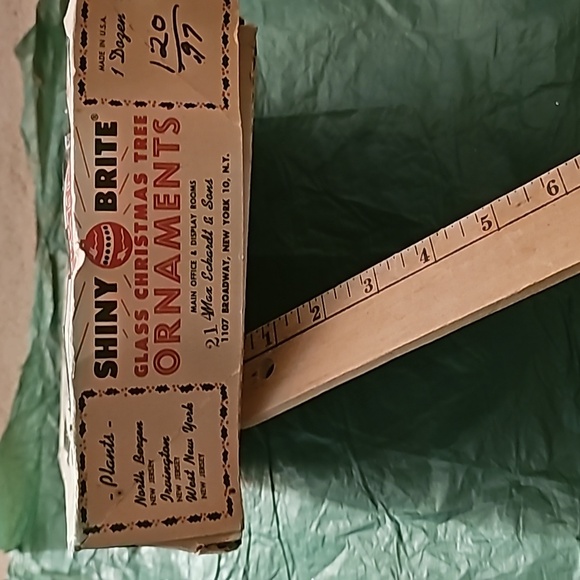 - Plants -
North Bergen
NEW JERSEY
Irvington
NEW JERSEY
West New York
NEW JERSEY
SHINY BRITE®
GLASS CHRISTMAS TREE
ORNAMENTS
MAIN OFFICE & DISPLAY ROOMS
Max Eckardt & Sons
1107 BROADWAY, NEW YORK 10, N.Y.
21
MADE IN U.S.A.
1 Dozen
1 20
.97
1 2 3 4 5 6